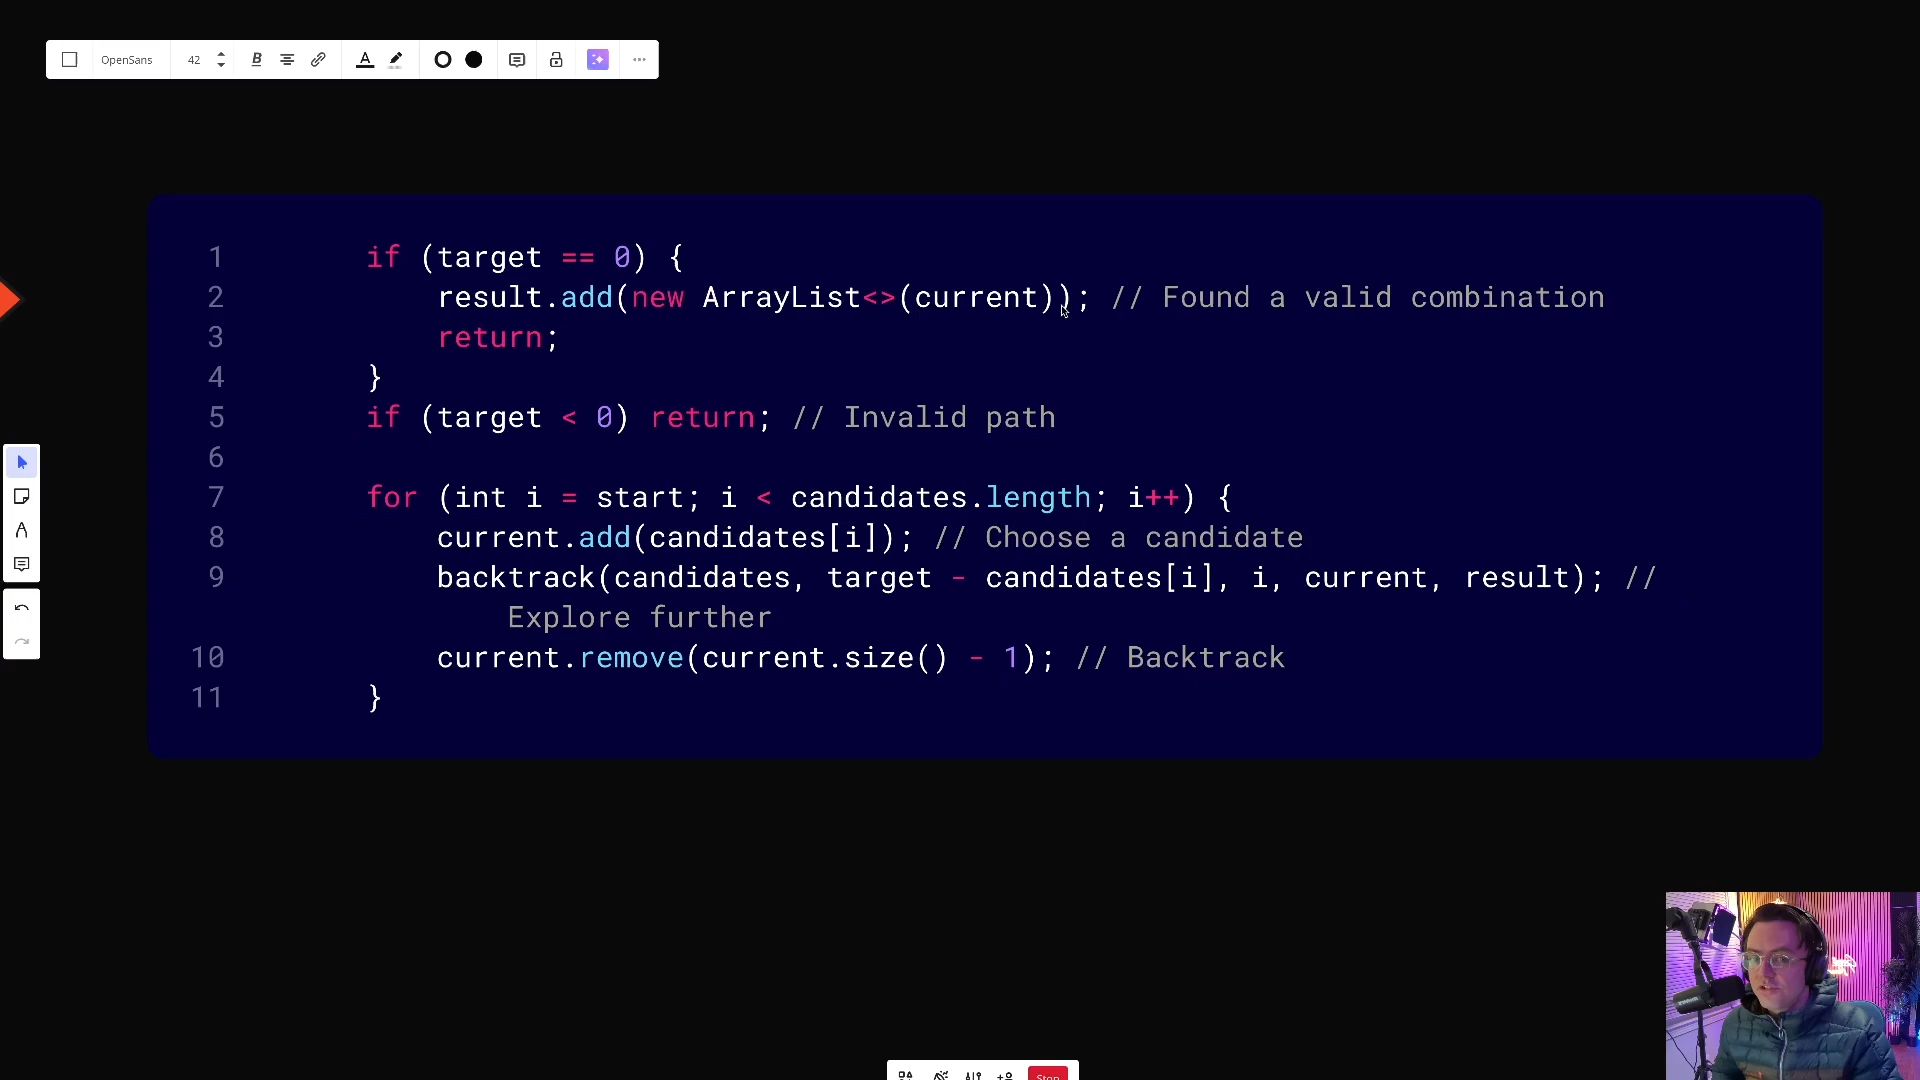 OpenSans 42 B A ...
1 if (target == 0) {
2 result.add(new ArrayList<>(current)); // Found a valid combination
3 return;
4 }
5 if (target < 0) return; // Invalid path
6
7 for (int i = start; i < candidates.length; i++) {
8 current.add(candidates[i]); // Choose a candidate
9 backtrack(candidates, target - candidates[i], i, current, result); //
Explore further
10 current.remove(current.size() - 1); // Backtrack
11 }
Stop